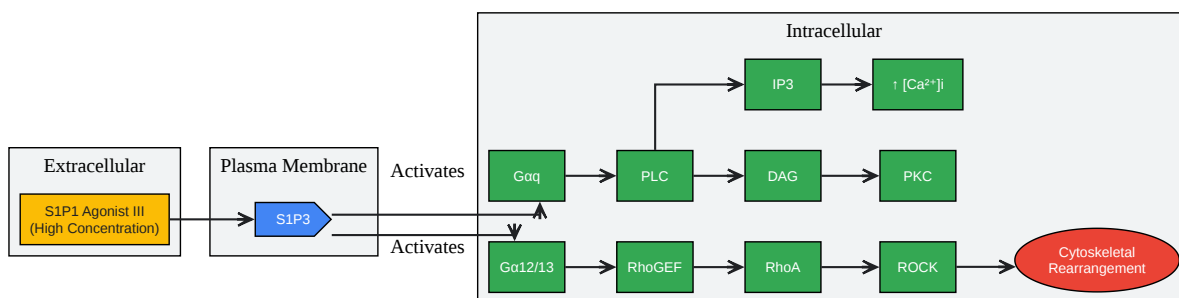 Intracellular
IP3
↑ [Ca²⁺]i
Extracellular
Plasma Membrane
Activates
Gαq
PLC
DAG
PKC
S1P1 Agonist III
(High Concentration)
S1P3
Activates
Gα12/13
RhoGEF
RhoA
ROCK
Cytoskeletal
Rearrangement